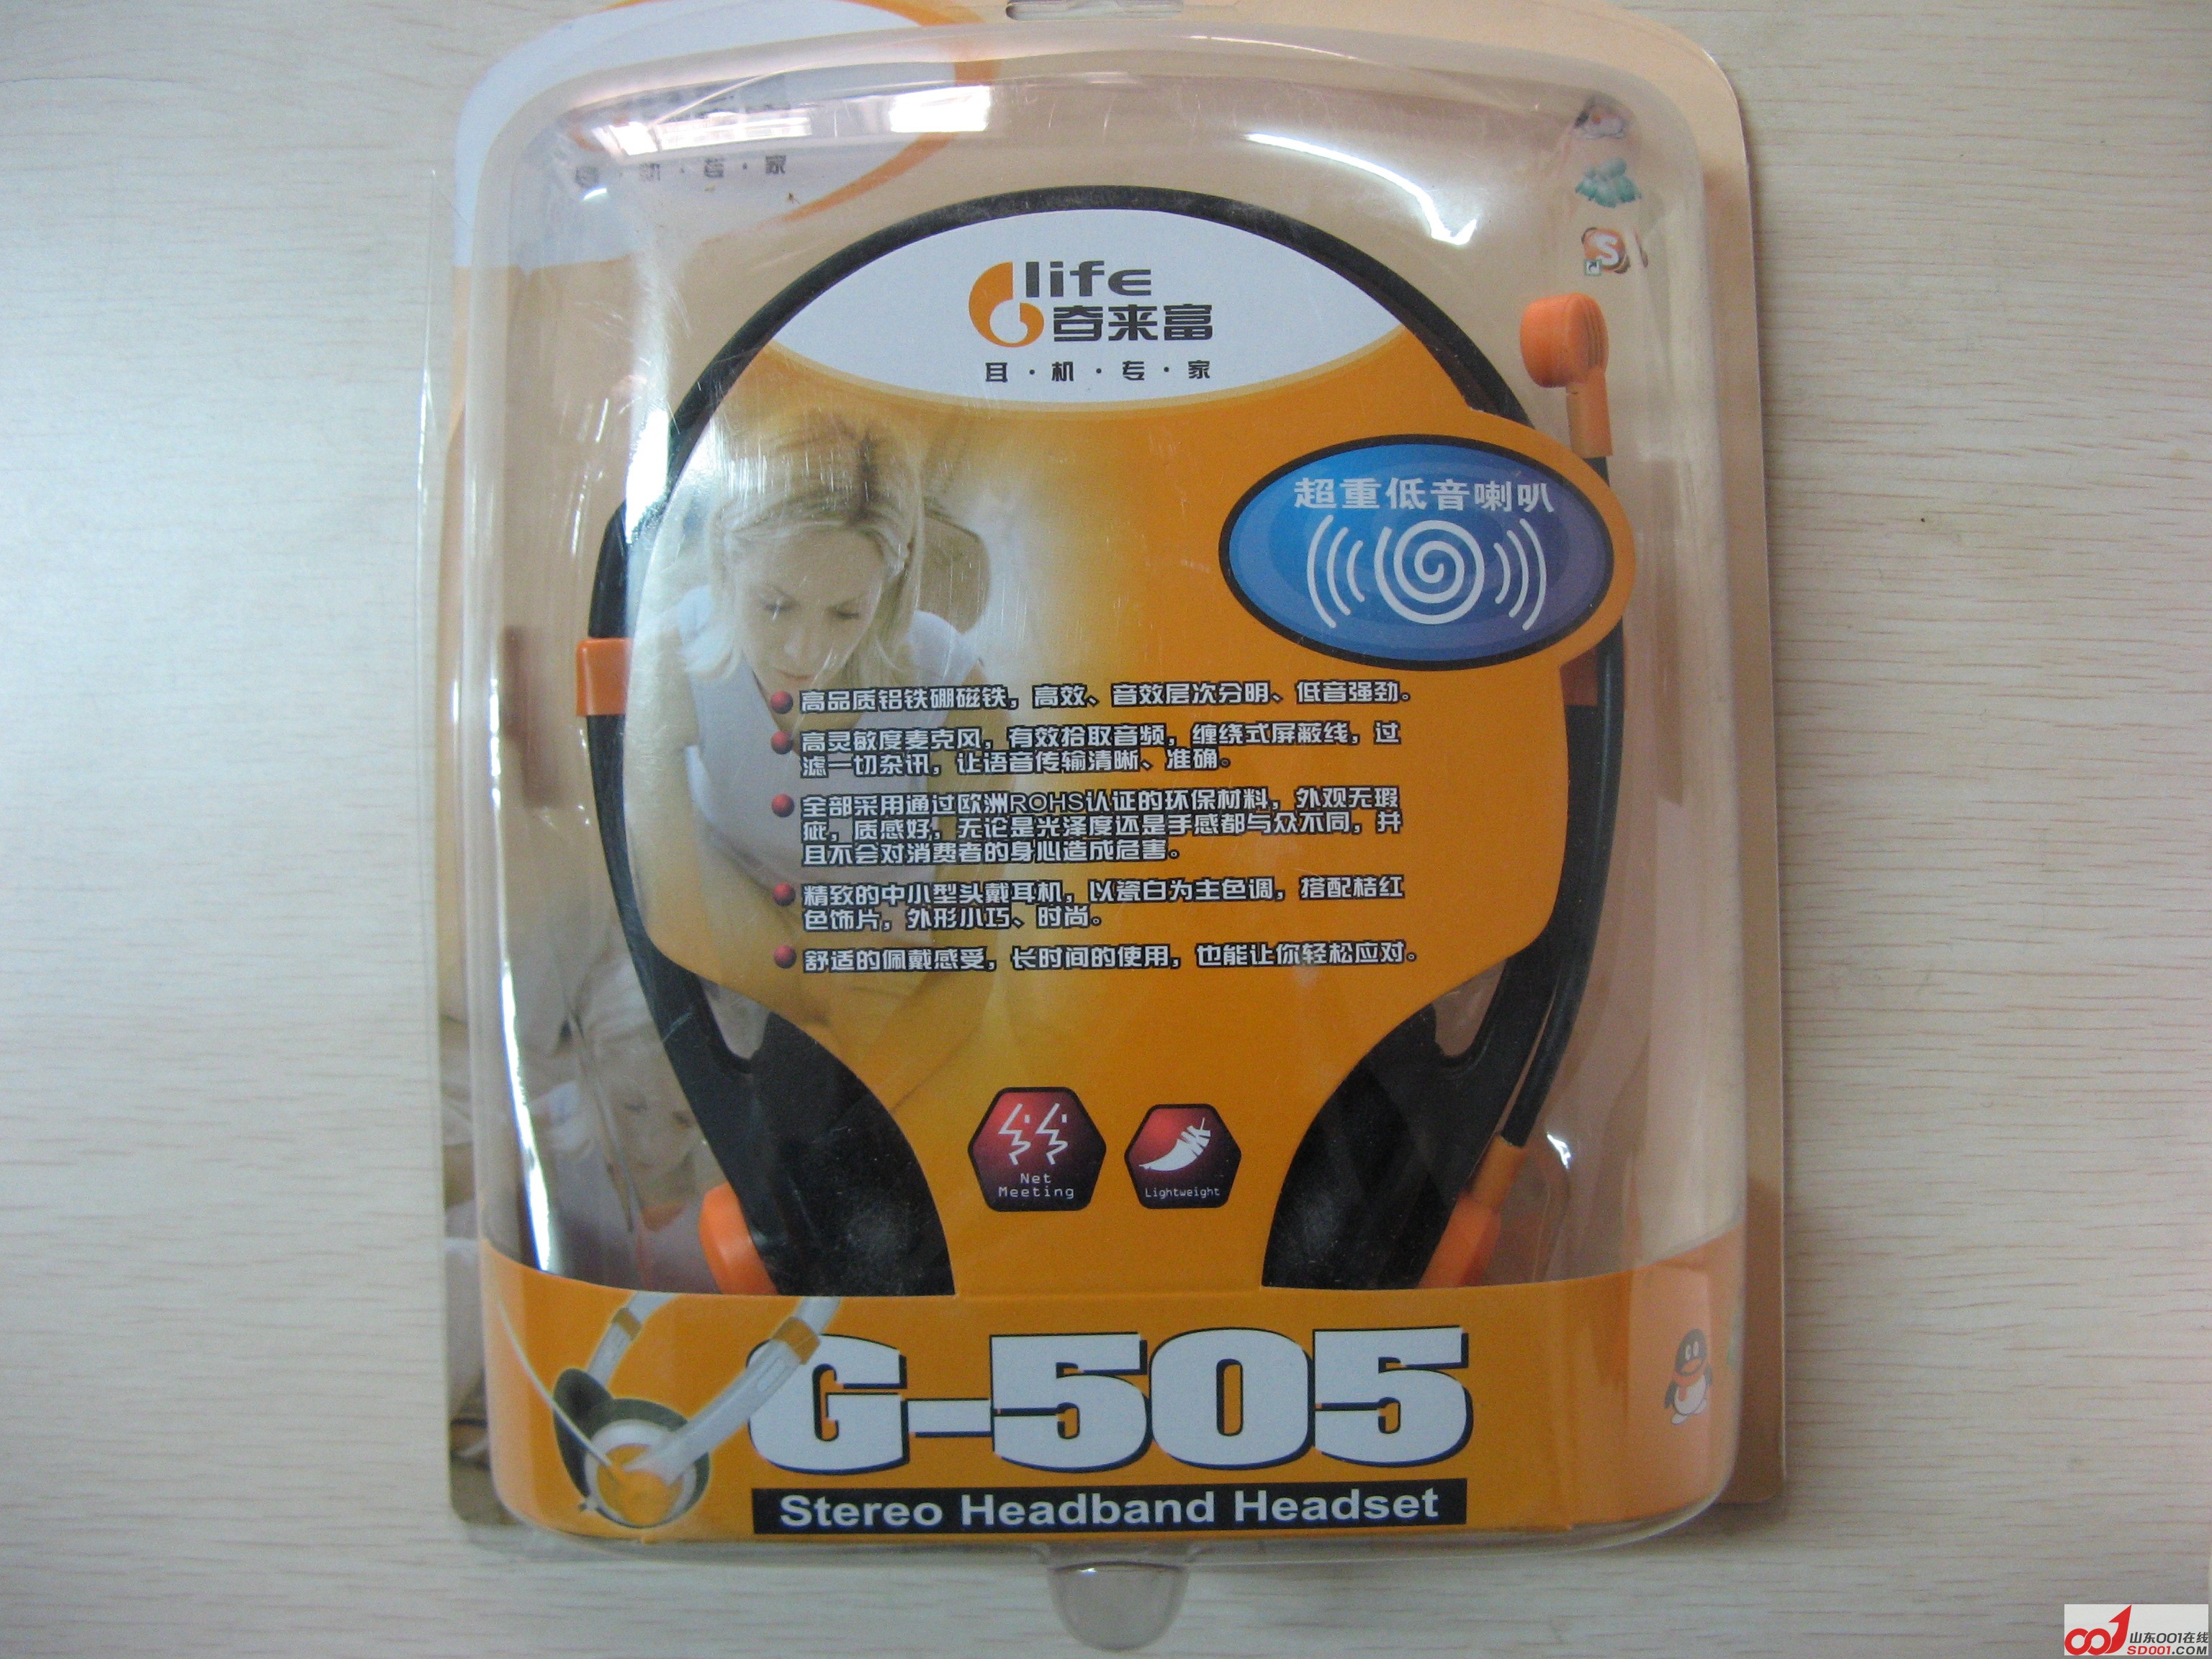 life
奇来富
耳·机·专·家
耳·机·专·家
S
超重低音喇叭
高品质铝铁硼磁铁，高效、音效层次分明、低音强劲。
高灵敏度麦克风，有效拾取音频，缠绕式屏蔽线，过
滤一切杂讯，让语音传输清晰、准确。
全部采用通过欧洲ROHS认证的环保材料，外观无瑕
疵，质感好，无论是光泽度还是手感都与众不同，并
且不会对消费者的身心造成危害。
精致的中小型头戴耳机，以瓷白为主色调，搭配桔红
色饰片，外形小巧、时尚。
舒适的佩戴感受，长时间的使用，也能让你轻松应对。
Net
Meeting
Lightweight
G-505
Stereo Headband Headset
001山东001在线
SD001.COM